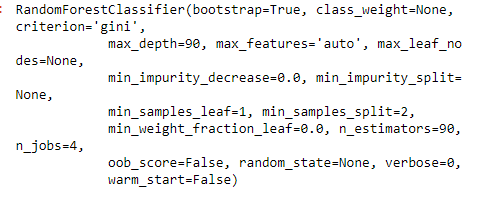 RandomForestClassifier(bootstrap=True, class_weight=None,
criterion='gini',
max_depth=90, max_features='auto', max_leaf_no
des=None,
min_impurity_decrease=0.0, min_impurity_split=
None,
min_samples_leaf=1, min_samples_split=2,
min_weight_fraction_leaf=0.0, n_estimators=90,
n_jobs=4,
oob_score=False, random_state=None, verbose=0,
warm_start=False)